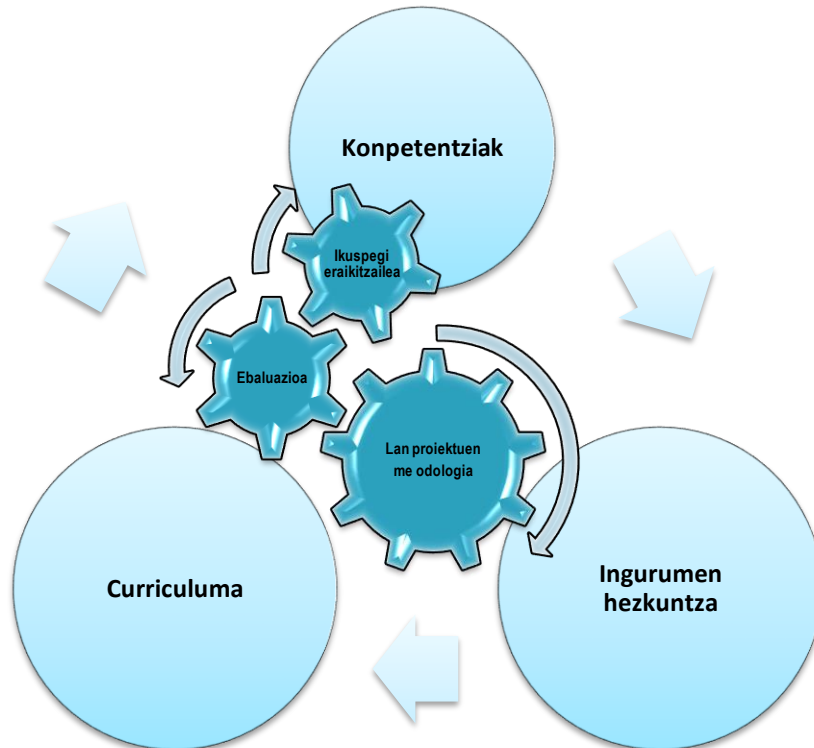 Konpetentziak
Ikuspegi
eraikitzailea
Ebaluazioa
Lan proiektuen
me odologia
Curriculuma
Ingurumen
hezkuntza